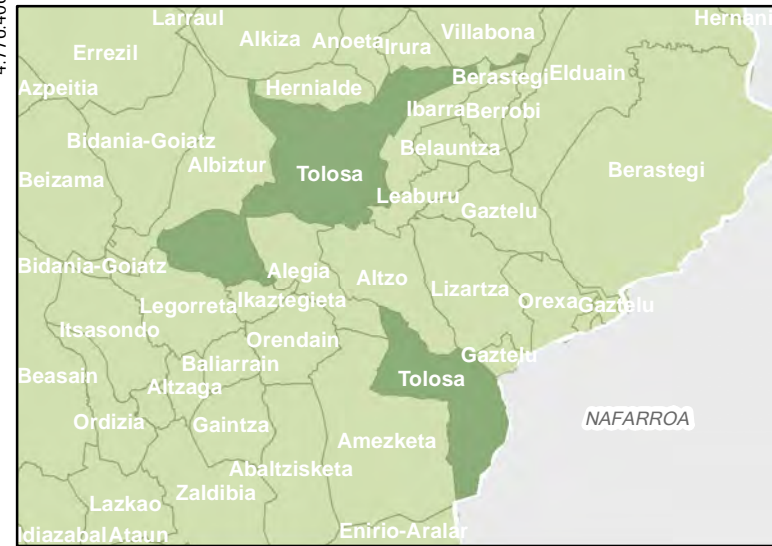 Larraul
Hernani
Errezil
Alkiza
Anoeta
Irura
Villabona
Azpeitia
Hernialde
Berastegi
Elduain
Ibarra
Berrobi
Bidania-Goiatz
Albiztur
Belauntza
Beizama
Tolosa
Berastegi
Leaburu
Gaztelu
Bidania-Goiatz
Alegia
Altzo
Legorreta
Ikaztegieta
Lizartza
Orexa
Gaztelu
Itsasondo
Orendain
Baliarrain
Gaztelu
Beasain
Altzaga
Tolosa
Ordizia
Gaintza
Amezketa
NAFARROA
Abaltzisketa
Zaldibia
Lazkao
Idiazabal
Ataun
Enirio-Aralar